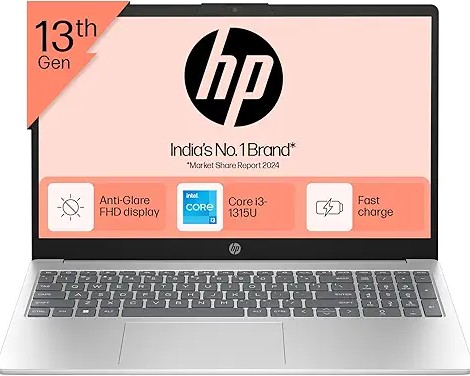 13th
Gen
hp
India's No. 1 Brand*
*Market Share Report 2024
Anti-Glare
FHD display
intel
CORE
i3
Core i3-
1315U
Fast
charge
hp